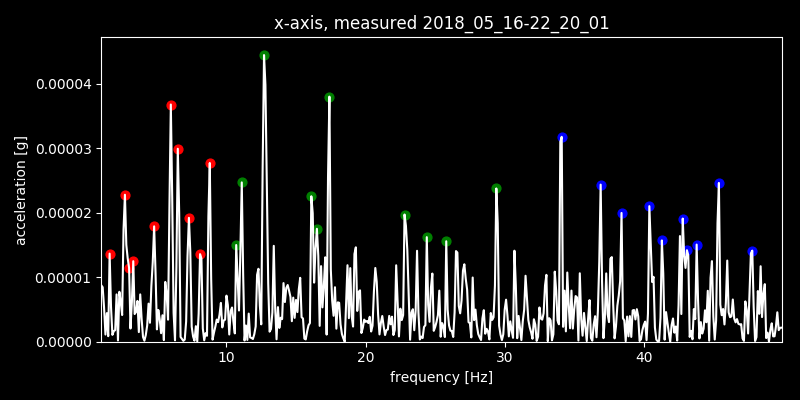 x-axis, measured 2018_05_16-22_20_01
acceleration [g]
0.00004
0.00003
0.00002
0.00001
0.00000
10 20 30 40
frequency [Hz]